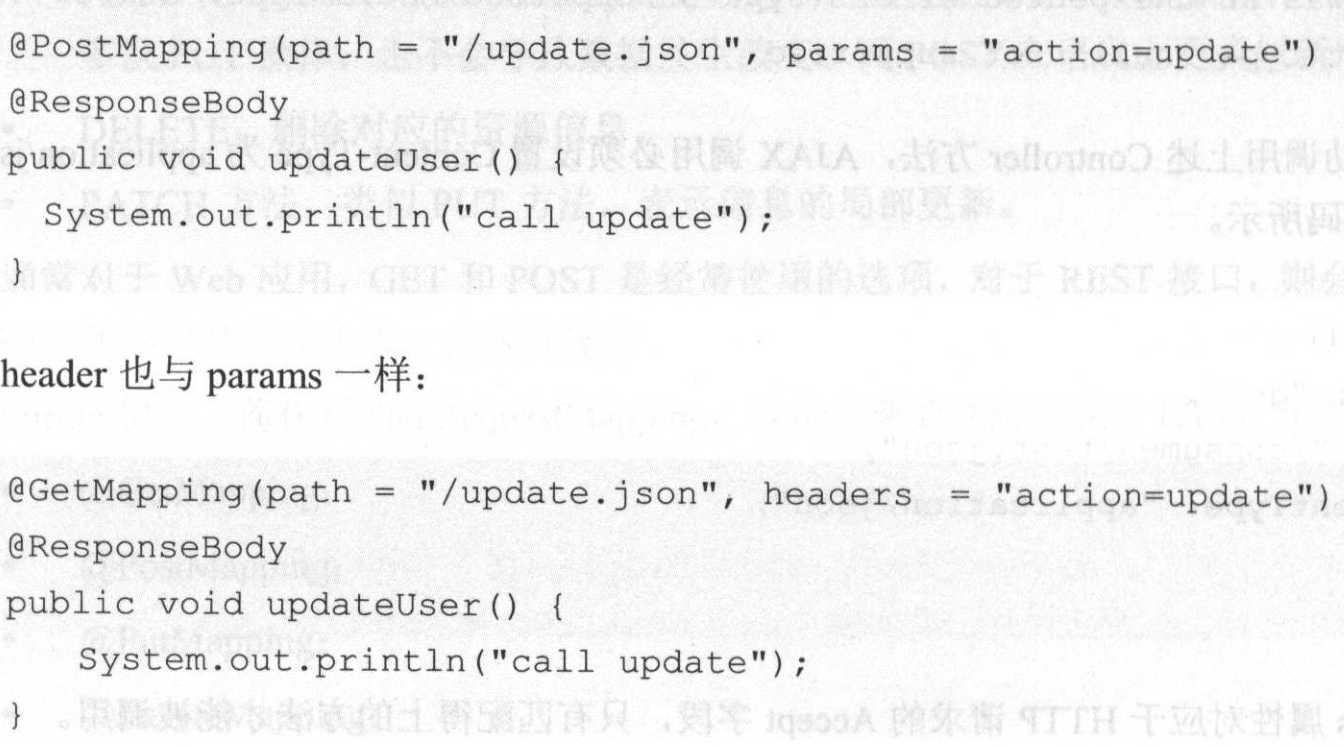 @PostMapping(path = "/update.json", params = "action=update")
@ResponseBody
public void updateUser() {
System.out.println("call update");
}
header 也与 params 一样：
@GetMapping(path = "/update.json", headers = "action=update")
@ResponseBody
public void updateUser() {
System.out.println("call update");
}